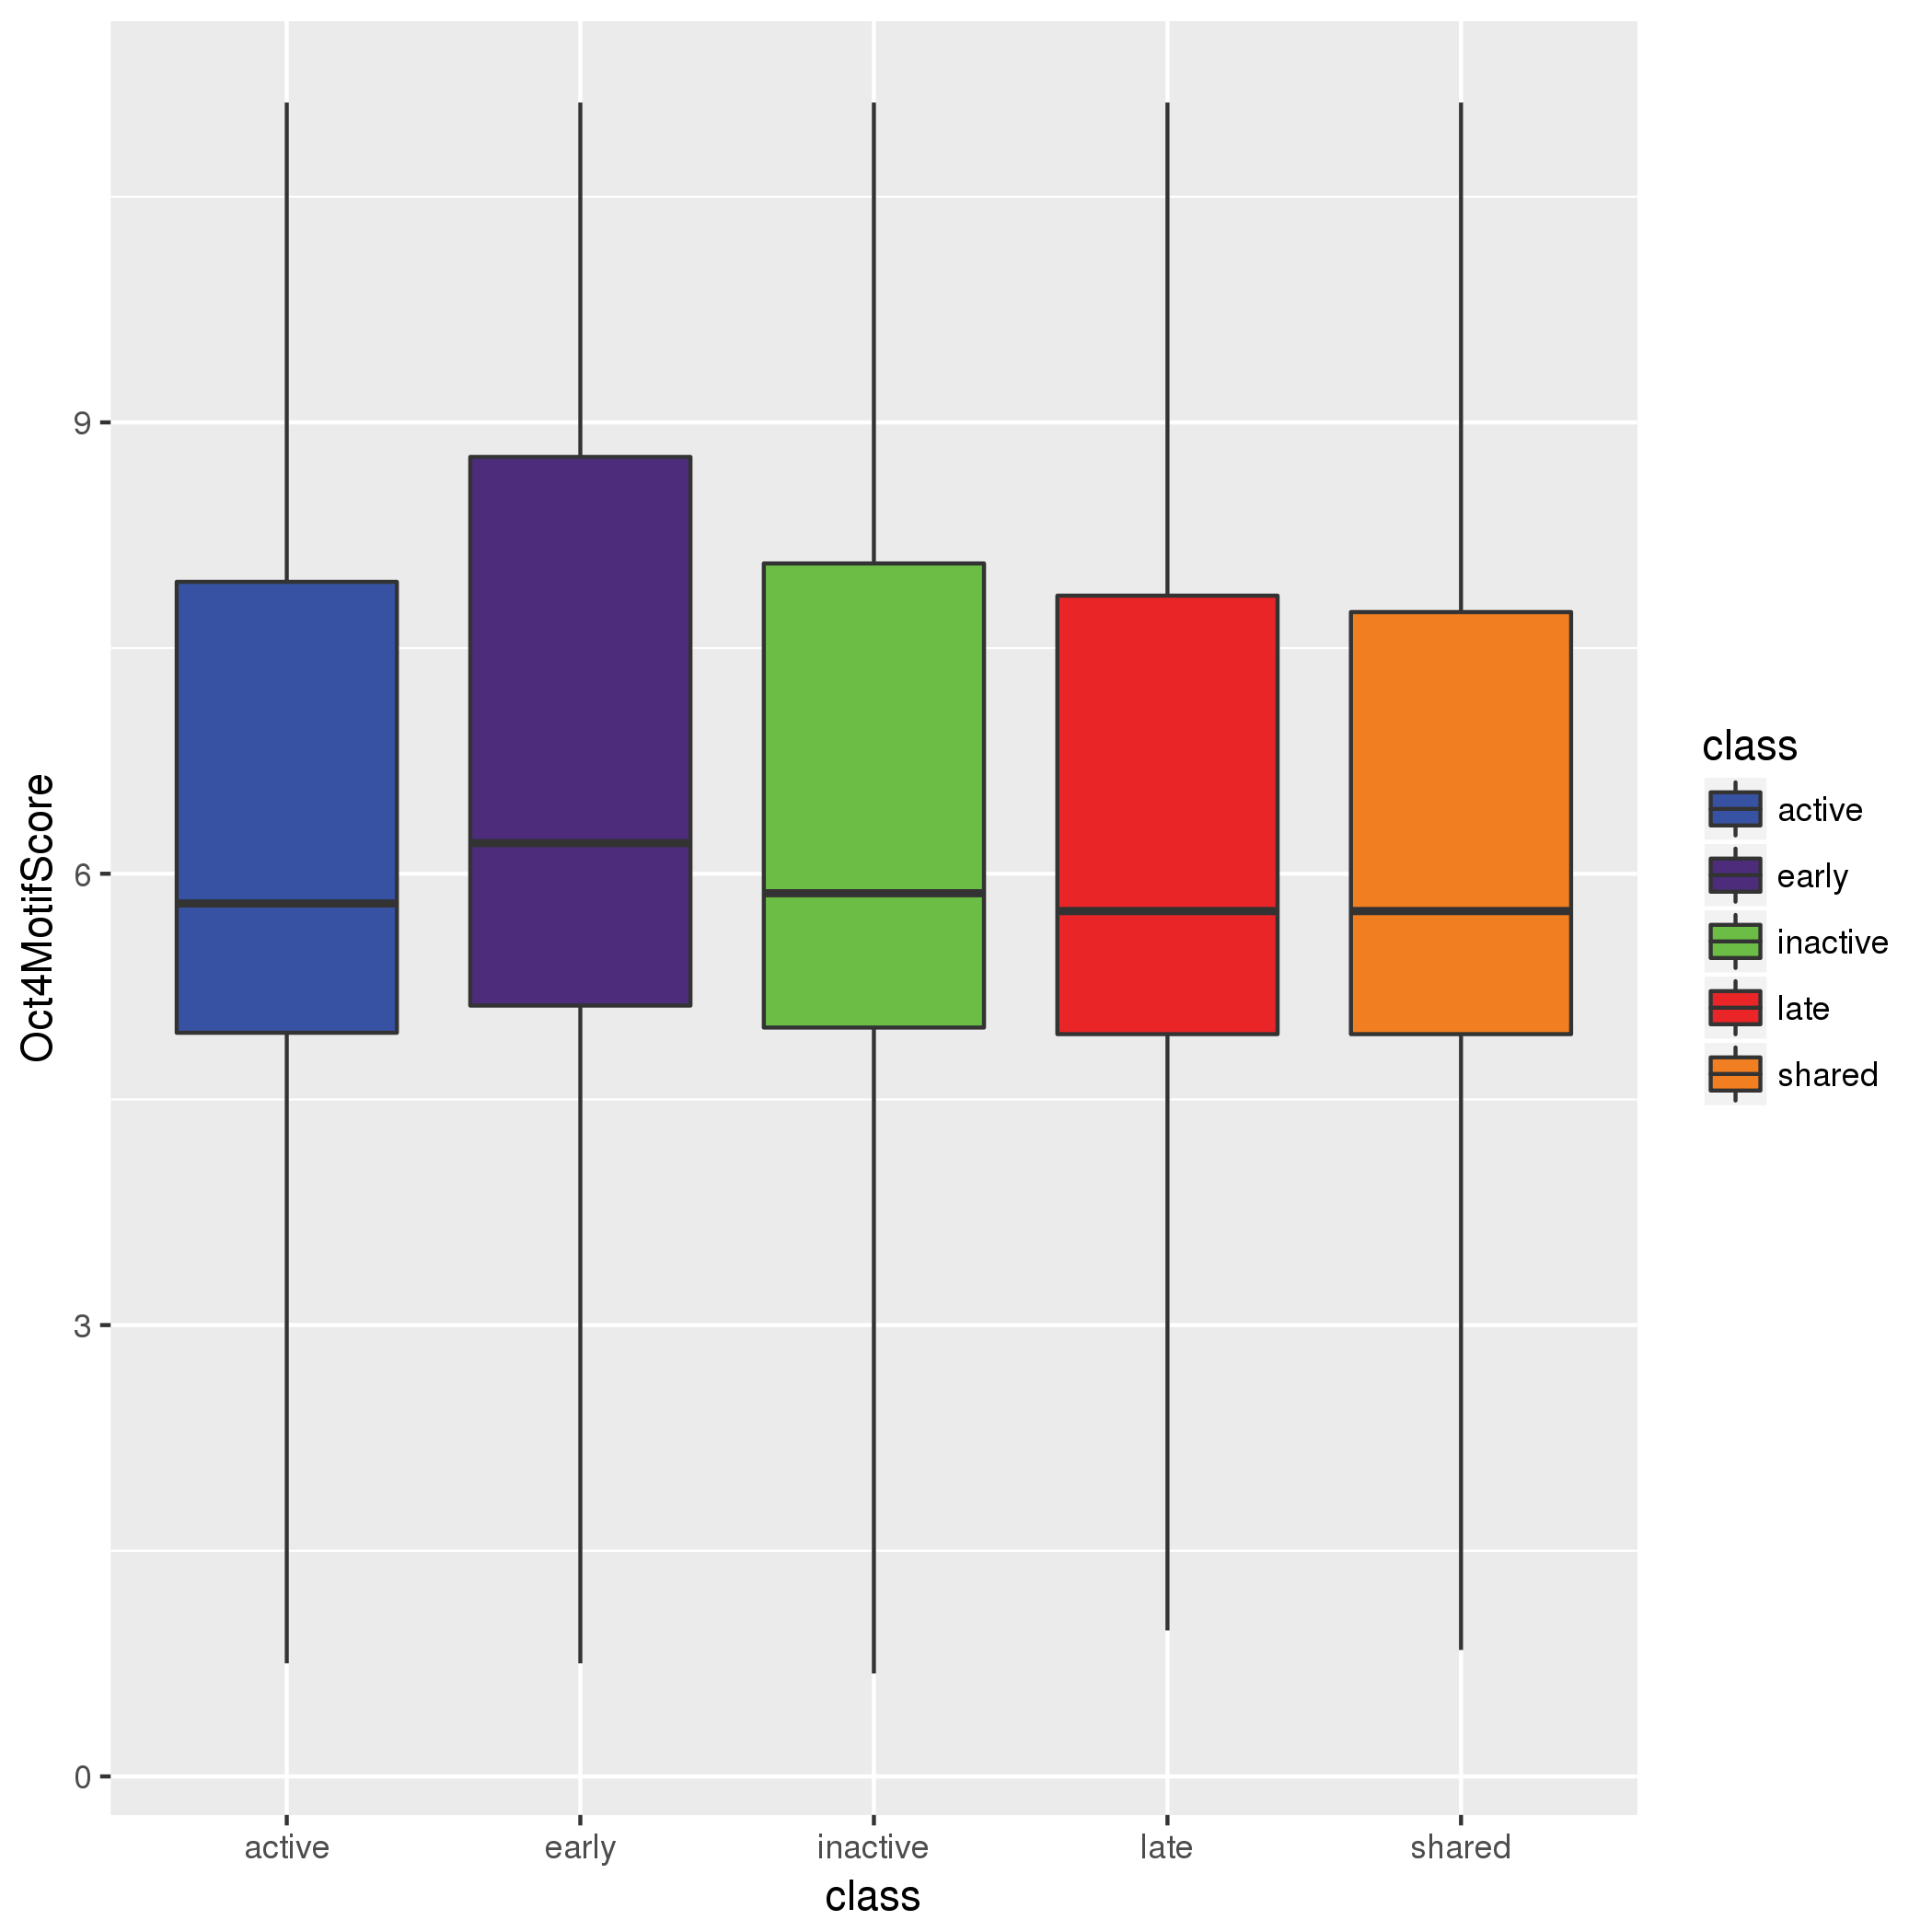 Oct4MotifScore
9
6
3
0
active
early
inactive
late
shared
class
class
active
early
inactive
late
shared